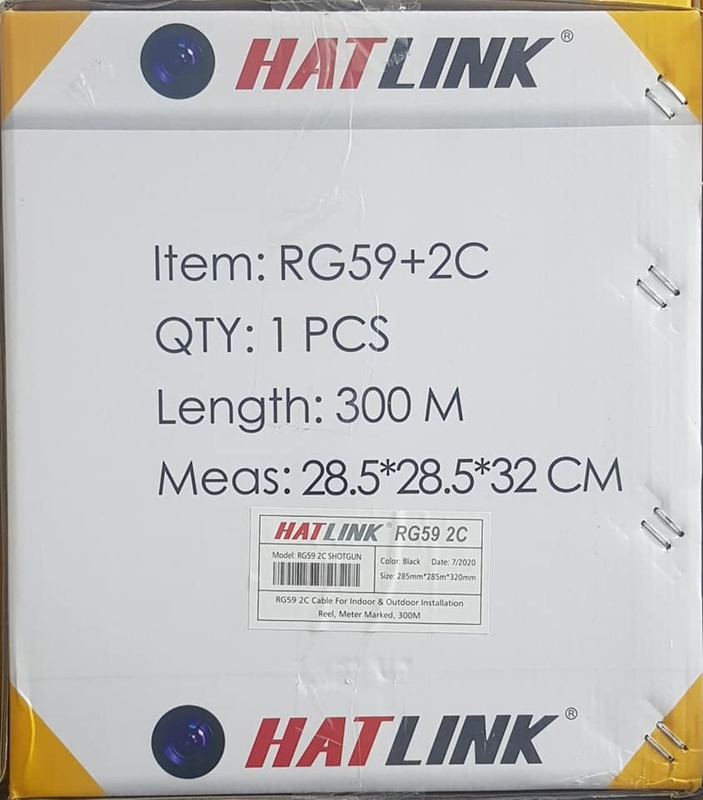 HATLINK®
Item: RG59+2C
QTY: 1 PCS
Length: 300 M
Meas: 28.5*28.5*32 CM
HATLINK® RG59 2C
Model: RG59 2C SHOTGUN
Color: Black Date: 7/2020
Size: 285mm*285m*320mm
RG59 2C Cable For Indoor & Outdoor Installation
Reel, Meter Marked, 300M
HATLINK®